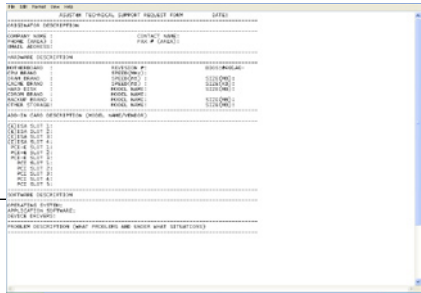 File Edit Format View Help
ASUSTEK TECHNICAL SUPPORT REQUEST FORM DATE:
ORIGINATOR DESCRIPTION
COMPANY NAME : CONTACT NAME:
PHONE (AREA) : FAX # (AREA):
EMAIL ADDRESS:
HARDWARE DESCRIPTION
MOTHERBOARD : REVISION #:
CPU BRAND : SPEED(MHz):
DRAM BRAND : SPEED(NS) : SIZE(MB):
CACHE BRAND : SPEED(NS) : SIZE(KB):
HARD DISK : MODEL NAME: SIZE(MB):
CDROM BRAND : MODEL NAME:
BACKUP BRAND: MODEL NAME: SIZE(MB):
OTHER STORAGE: MODEL NAME: SIZE(MB):
ADD-IN CARD DESCRIPTION (MODEL NAME/VENDOR)
(E)ISA SLOT 1:
(E)ISA SLOT 2:
(E)ISA SLOT 3:
(E)ISA SLOT 4:
PCI-E SLOT 1:
PCI-E SLOT 2:
PCI-E SLOT 3:
PCI SLOT 1:
PCI SLOT 2:
PCI SLOT 3:
PCI SLOT 4:
PCI SLOT 5:
SOFTWARE DESCRIPTION
OPERATING SYSTEM:
APPLICATION SOFTWARE:
DEVICE DRIVERS:
PROBLEM DESCRIPTION (WHAT PROBLEMS AND UNDER WHAT SITUATIONS)